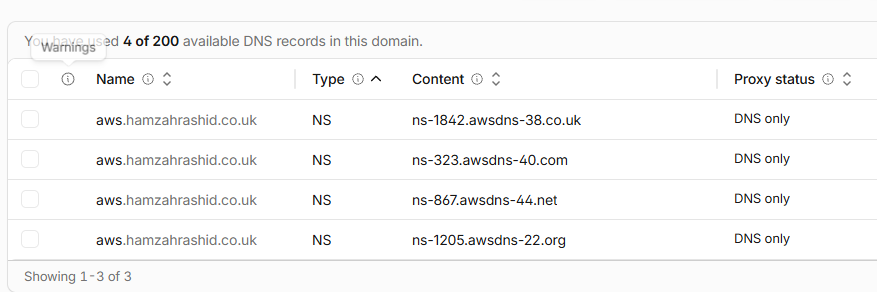 You have used 4 of 200 available DNS records in this domain.
Warnings
Name Type Content Proxy status
aws.hamzahrashid.co.uk NS ns-1842.awsdns-38.co.uk DNS only
aws.hamzahrashid.co.uk NS ns-323.awsdns-40.com DNS only
aws.hamzahrashid.co.uk NS ns-867.awsdns-44.net DNS only
aws.hamzahrashid.co.uk NS ns-1205.awsdns-22.org DNS only
Showing 1-3 of 3